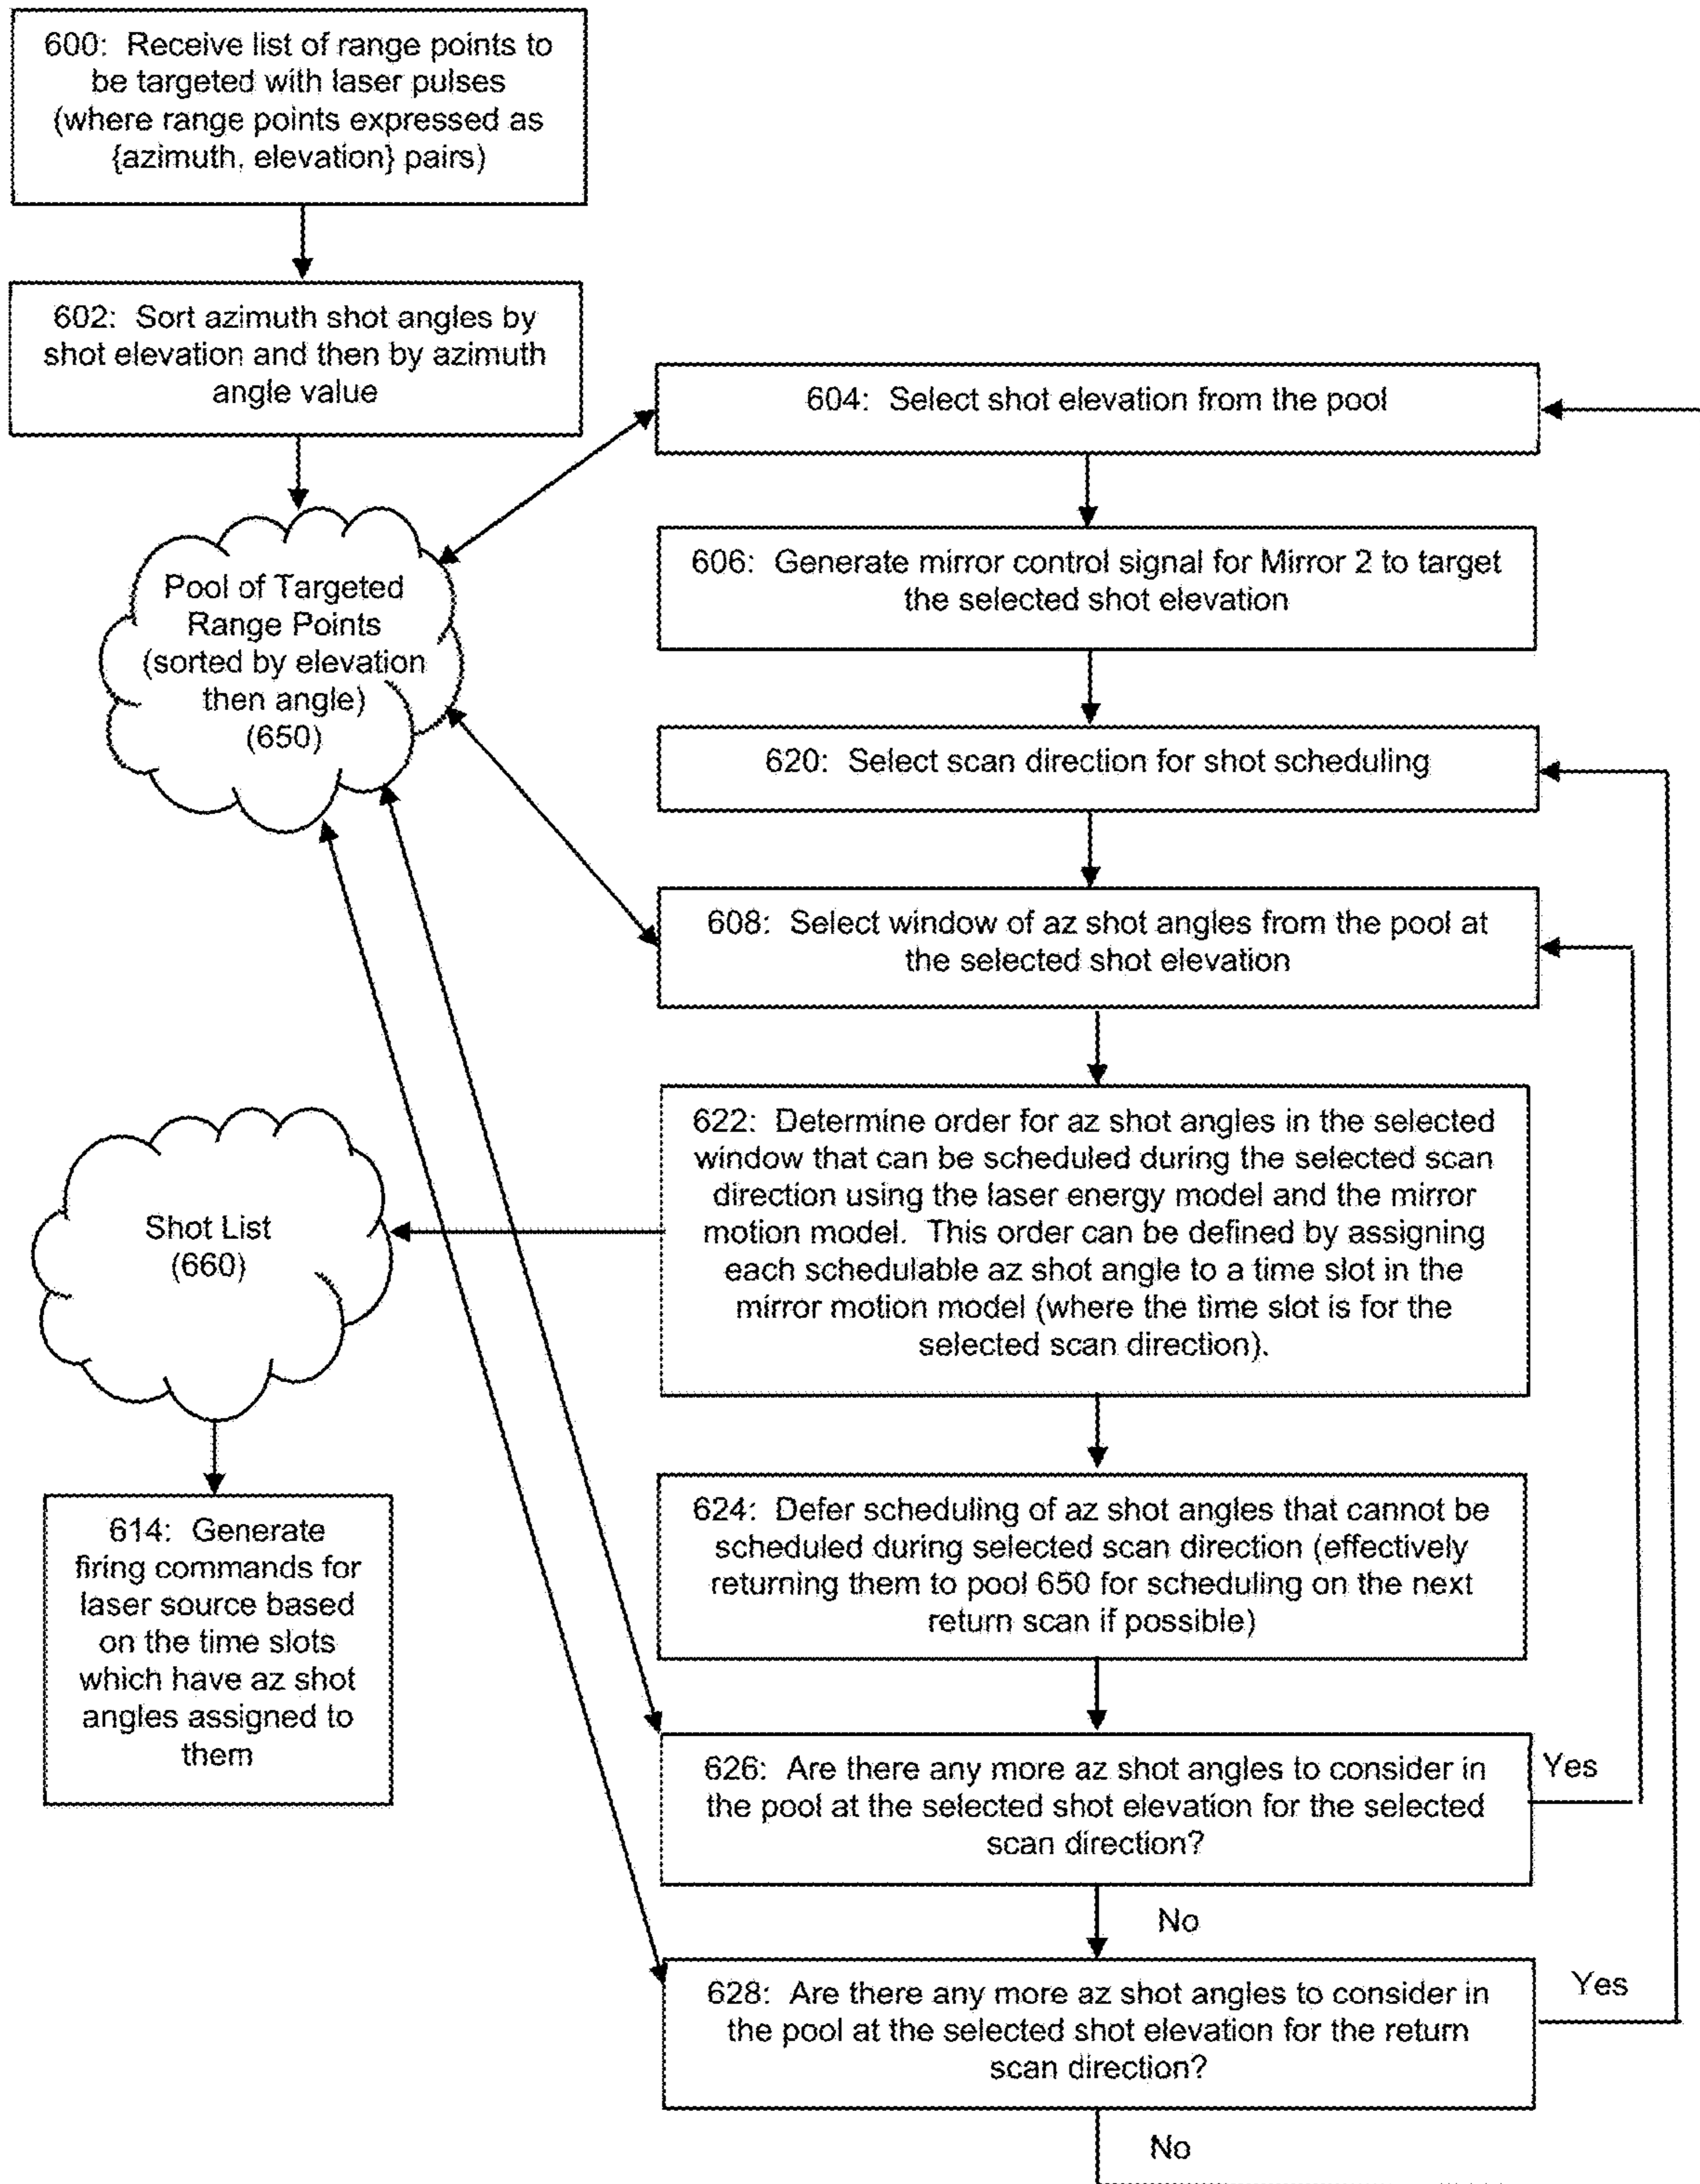 600: Receive list of range points to
be targeted with laser pulses
(where range points expressed as
{azimuth, elevation} pairs)
602: Sort azimuth shot angles by
shot elevation and then by azimuth
angle value
Pool of Targeted
Range Points
(sorted by elevation
then angle)
(650)
604: Select shot elevation from the pool
606: Generate mirror control signal for Mirror 2 to target
the selected shot elevation
620: Select scan direction for shot scheduling
608: Select window of az shot angles from the pool at
the selected shot elevation
622: Determine order for az shot angles in the selected
window that can be scheduled during the selected scan
direction using the laser energy model and the mirror
motion model. This order can be defined by assigning
each schedulable az shot angle to a time slot in the
mirror motion model (where the time slot is for the
selected scan direction).
Shot List
(660)
614: Generate
firing commands for
laser source based
on the time slots
which have az shot
angles assigned to
them
624: Defer scheduling of az shot angles that cannot be
scheduled during selected scan direction (effectively
returning them to pool 650 for scheduling on the next
return scan if possible)
626: Are there any more az shot angles to consider in
the pool at the selected shot elevation for the selected
scan direction?
Yes
No
628: Are there any more az shot angles to consider in
the pool at the selected shot elevation for the return
scan direction?
Yes
No